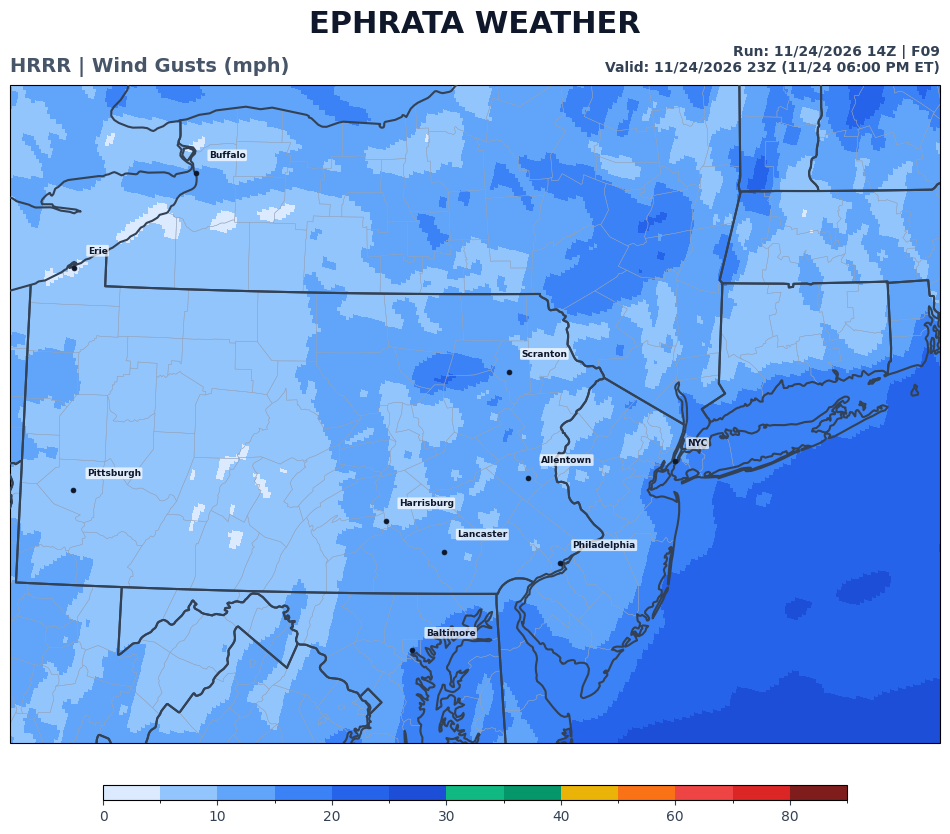 EPHRATA WEATHER
HRRR | Wind Gusts (mph)
Run: 11/24/2026 14Z | F09
Valid: 11/24/2026 23Z (11/24 06:00 PM ET)
Buffalo
Erie
Scranton
NYC
Allentown
Pittsburgh
Harrisburg
Lancaster
Philadelphia
Baltimore
0 10 20 30 40 60 80